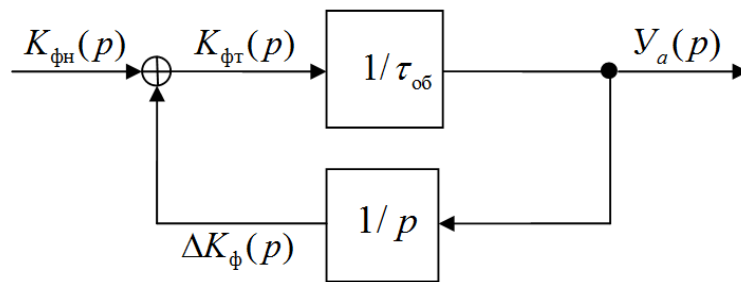 K_фн(p)
K_фт(p)
1/τ_об
У_a(p)
1/p
ΔK_ф(p)